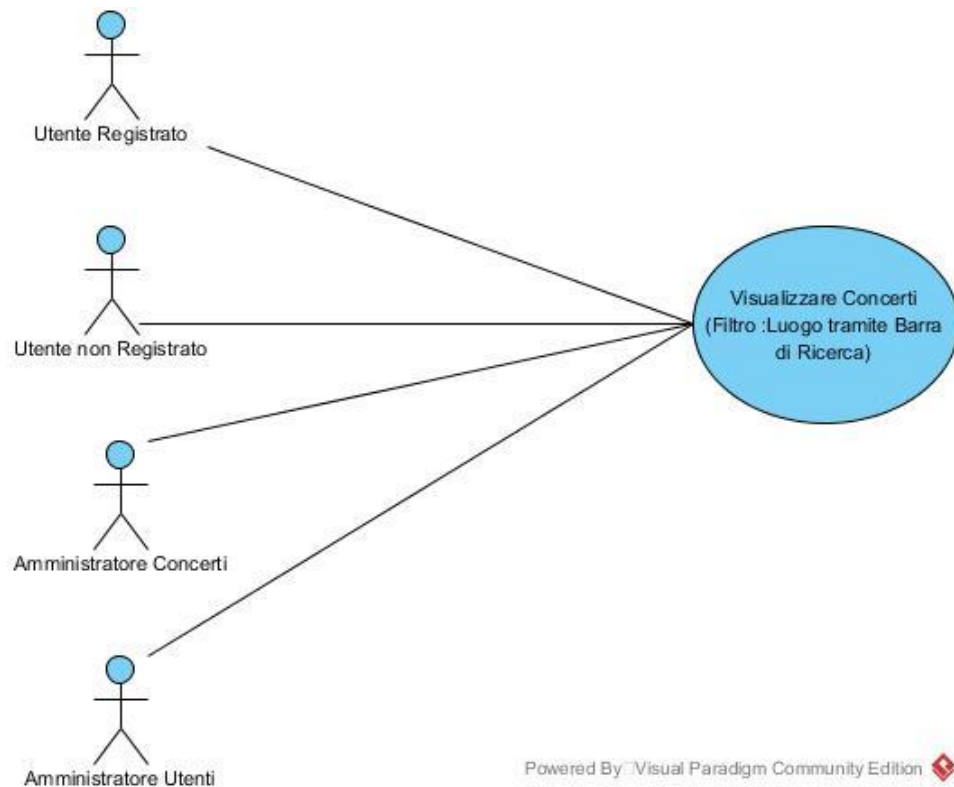 Utente Registrato
Utente non Registrato
Visualizzare Concerti
(Filtro :Luogo tramite Barra
di Ricerca)
Amministratore Concerti
Amministratore Utenti
Powered By Visual Paradigm Community Edition